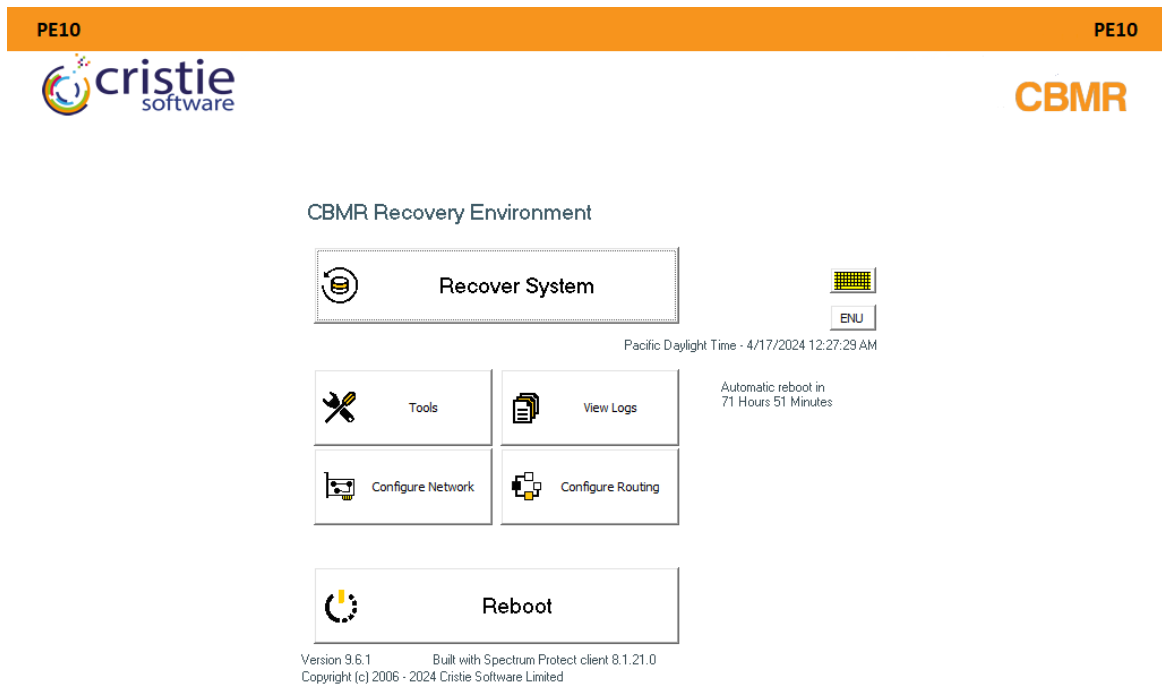 PE10 PE10
cristie
software
CBMR
CBMR Recovery Environment
Recover System
ENU
Pacific Daylight Time - 4/17/2024 12:27:29 AM
Tools
View Logs
Automatic reboot in
71 Hours 51 Minutes
Configure Network
Configure Routing
Reboot
Version 9.6.1 Built with Spectrum Protect client 8.1.21.0
Copyright (c) 2006 - 2024 Cristie Software Limited